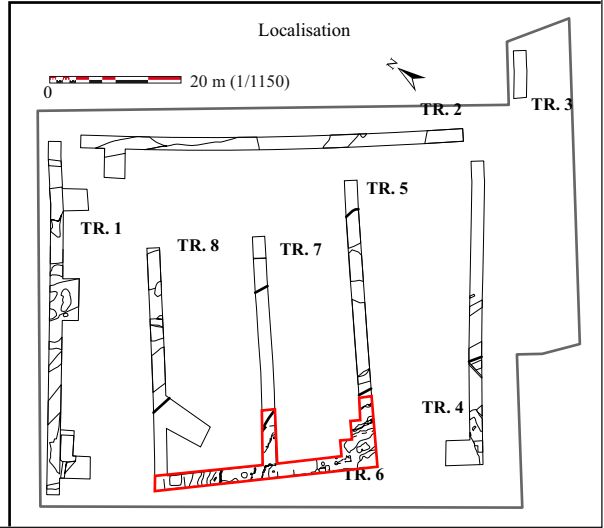 Localisation
N
0 20 m (1/1150)
TR. 2
TR. 3
TR. 5
TR. 1
TR. 8
TR. 7
TR. 4
TR. 6